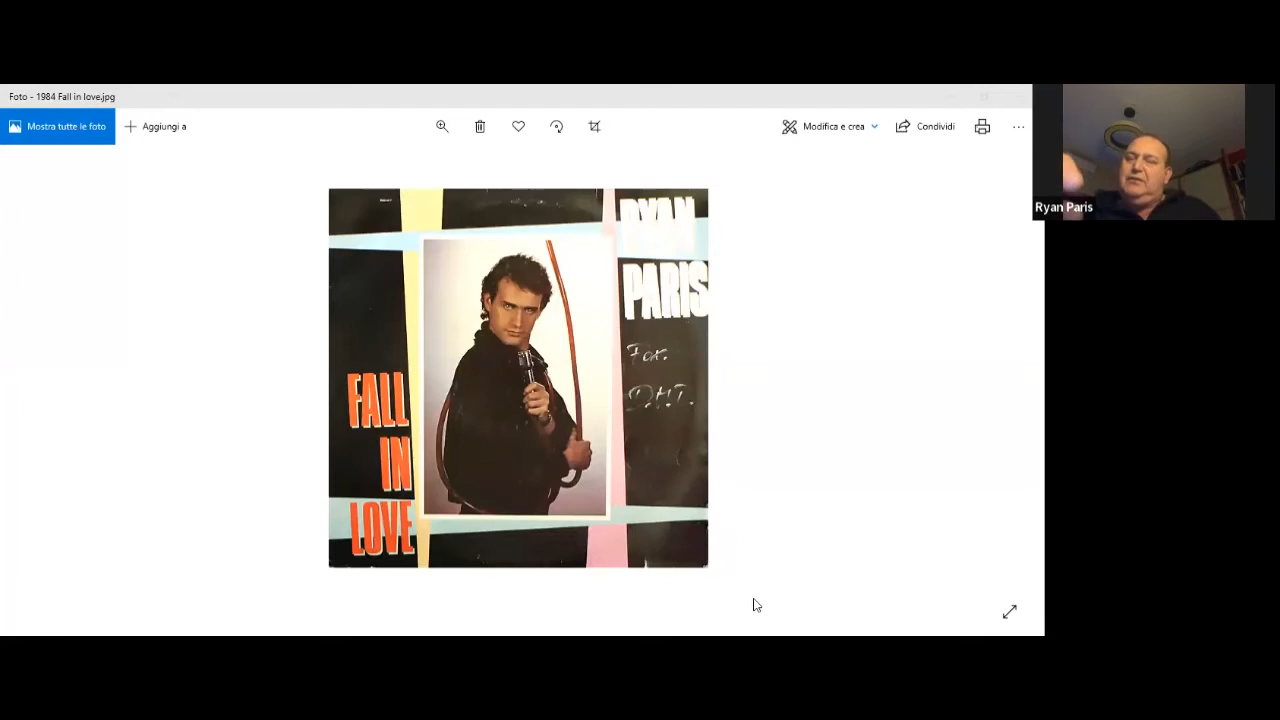 Foto - 1984 Fall in love.jpg
Mostra tutte le foto
Aggiungi a
Modifica e crea
Condividi
Ryan Paris
RYAN
PARIS
For.
D.H.T.
FALL
IN
LOVE